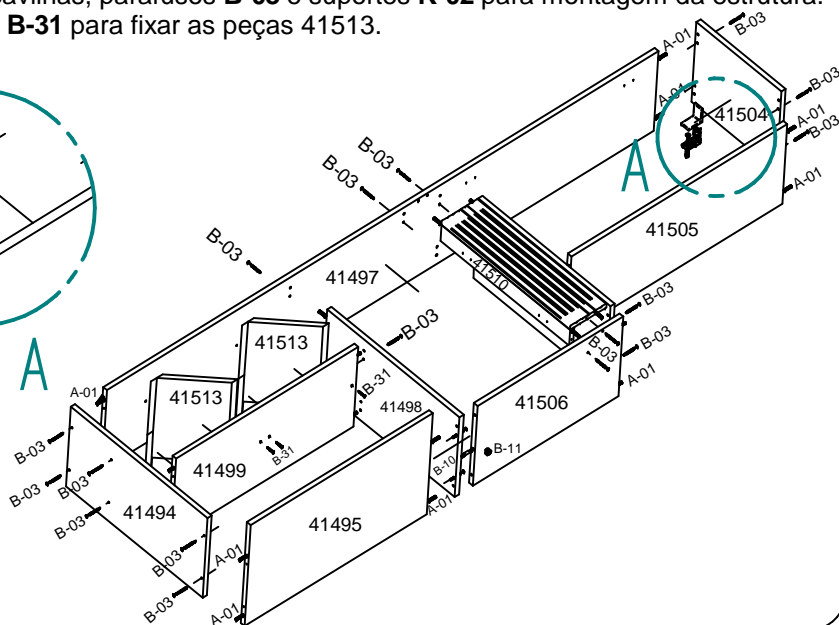 cavilhas, parafusos B-03 e suportes para montagem da estrutura.
B-31 para fixar as peças 41513.
A-01
B-03
A-01
B-03
41504
A-01
B-03
A
B-03
B-03
A-01
41505
B-03
41497
41510
B-03
B-03
41513
B-03
B-03
A
A-01
41513
B-31
41498
41506
A-01
B-03
41499
B-31
B-10
B-11
B-03
B-03
41494
41495
A-01
B-03
B-03
A-01
B-03
A-01